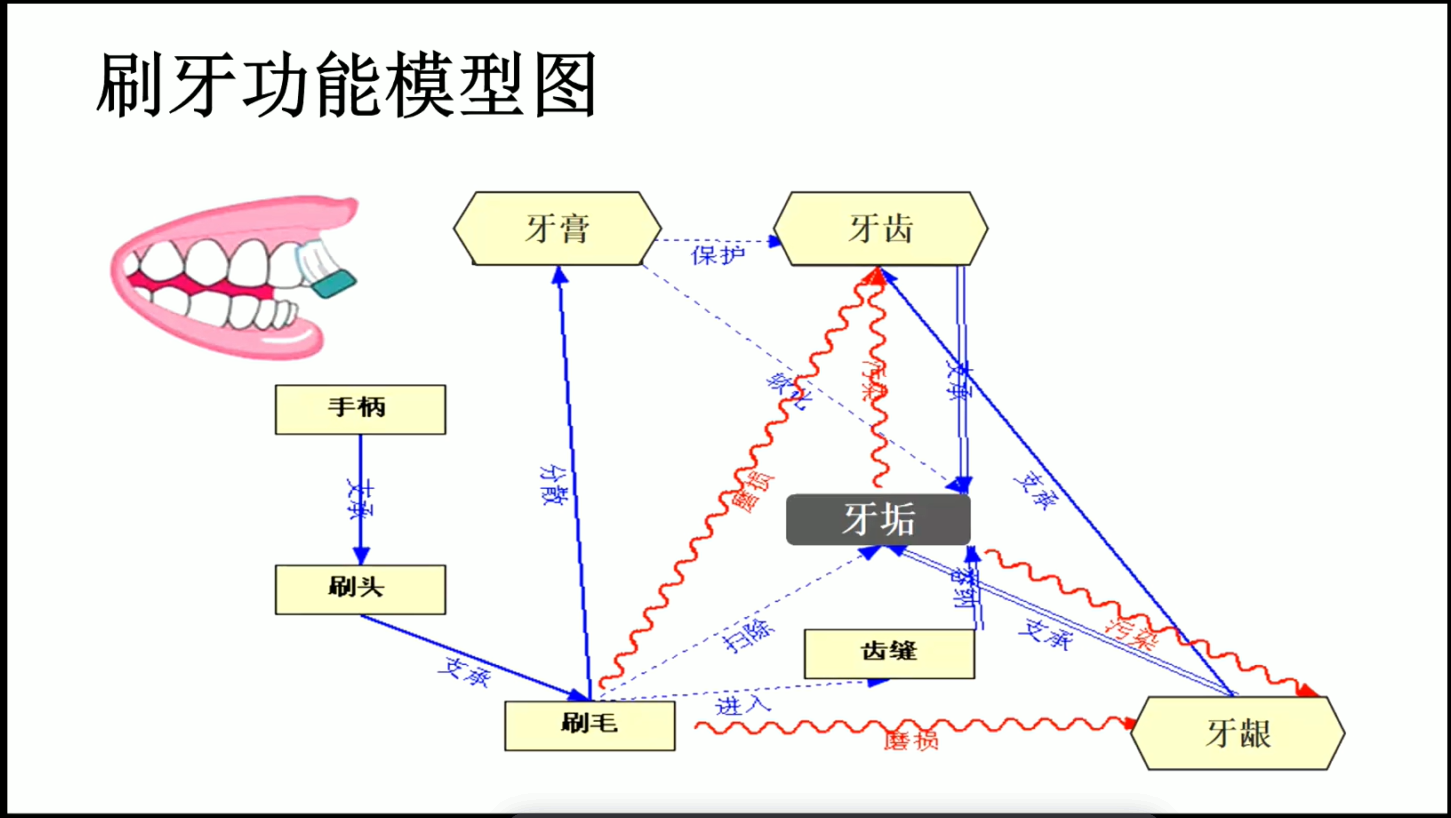 刷牙功能模型图
牙膏
牙齿
保护
手柄
软化
污染
支承
支承
分散
磨损
支承
牙垢
刷头
容纳
扫除
支承
污染
齿缝
支承
进入
刷毛
磨损
牙龈